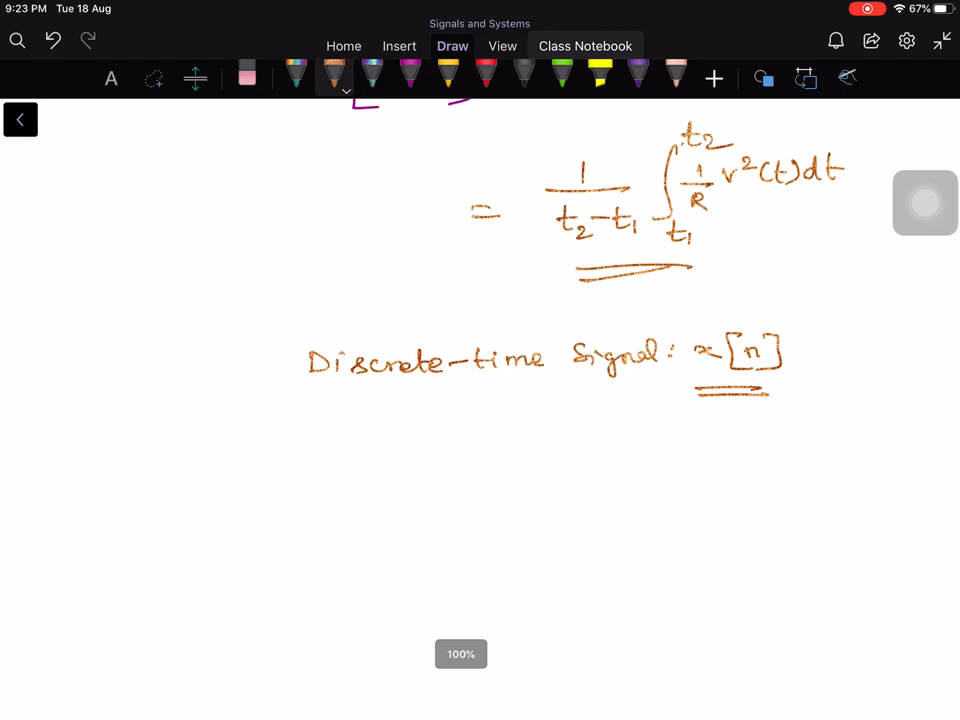 9:23 PM Tue 18 Aug
67%
Signals and Systems
Home Insert Draw View Class Notebook
A
= 1/(t₂-t₁) ∫_{t₁}^{t₂} 1/R v²(t)dt
Discrete-time Signal: x[n]
100%